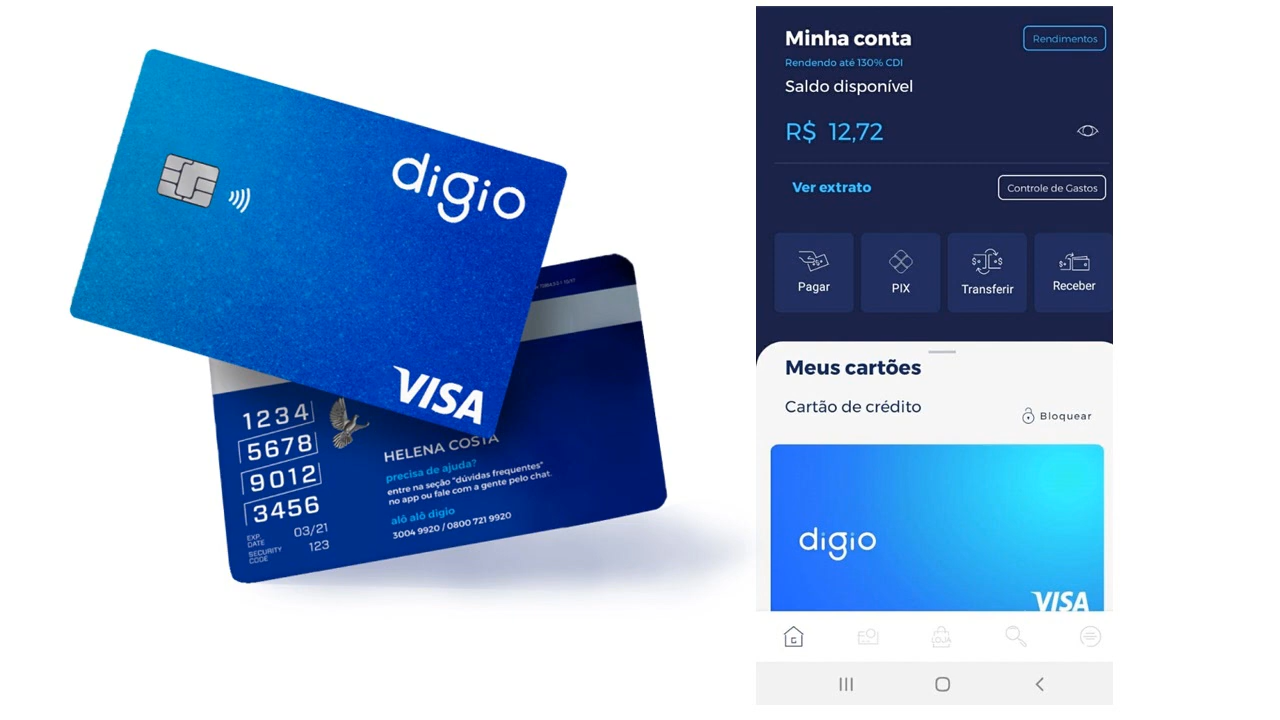 digio
VISA
1234
5678
9012
3456
EXP.
DATE
03/21
SECURITY
CODE
123
HELENA COSTA
precisa de ajuda?
entre na seção "dúvidas frequentes"
no app ou fale com a gente pelo chat.
alô alô digio
3004 9920 / 0800 721 9920
Minha conta
Rendimentos
Rendendo até 130% CDI
Saldo disponível
R$ 12,72
Ver extrato
Controle de Gastos
Pagar
PIX
Transferir
Receber
Meus cartões
Cartão de crédito
Bloquear
digio
VISA